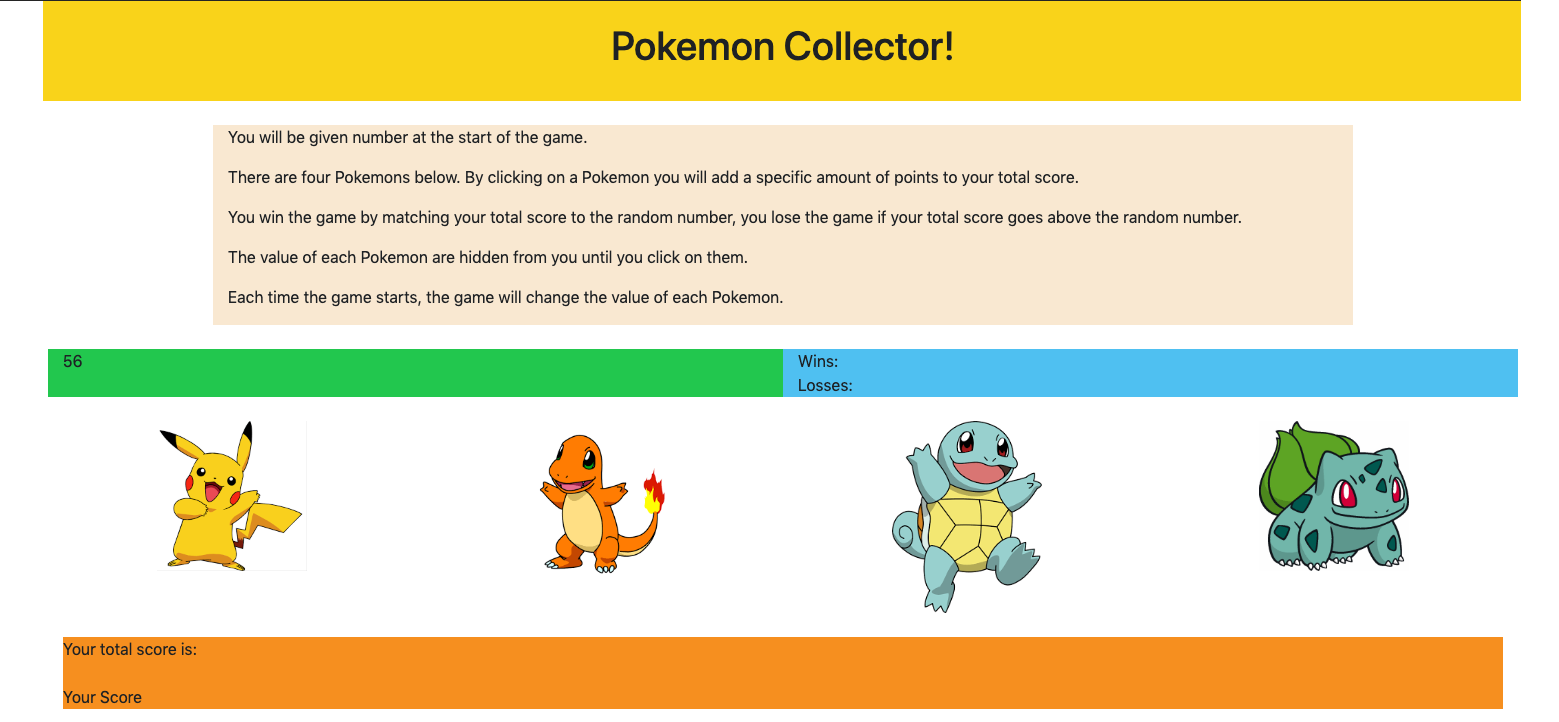 Pokemon Collector!
You will be given number at the start of the game.
There are four Pokemons below. By clicking on a Pokemon you will add a specific amount of points to your total score.
You win the game by matching your total score to the random number, you lose the game if your total score goes above the random number.
The value of each Pokemon are hidden from you until you click on them.
Each time the game starts, the game will change the value of each Pokemon.
56
Wins:
Losses:
Your total score is:
Your Score